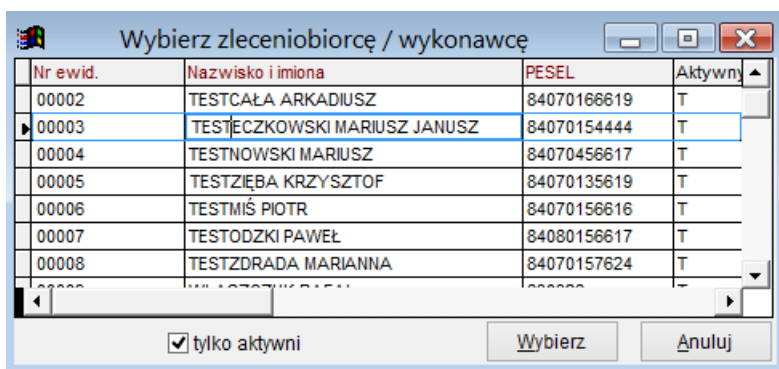 Wybierz zleceniobiorcę / wykonawcę
Nr ewid. Nazwisko i imiona PESEL Aktywny
00002 TESTCAŁA ARKADIUSZ 84070166619 T
00003 TESTECZKOWSKI MARIUSZ JANUSZ 84070154444 T
00004 TESTNOWSKI MARIUSZ 84070456617 T
00005 TESTZIĘBA KRZYSZTOF 84070135619 T
00006 TESTMIŚ PIOTR 84070156616 T
00007 TESTODZKI PAWEŁ 84080156617 T
00008 TESTZDRADA MARIANNA 84070157624 T
tylko aktywni Wybierz Anuluj